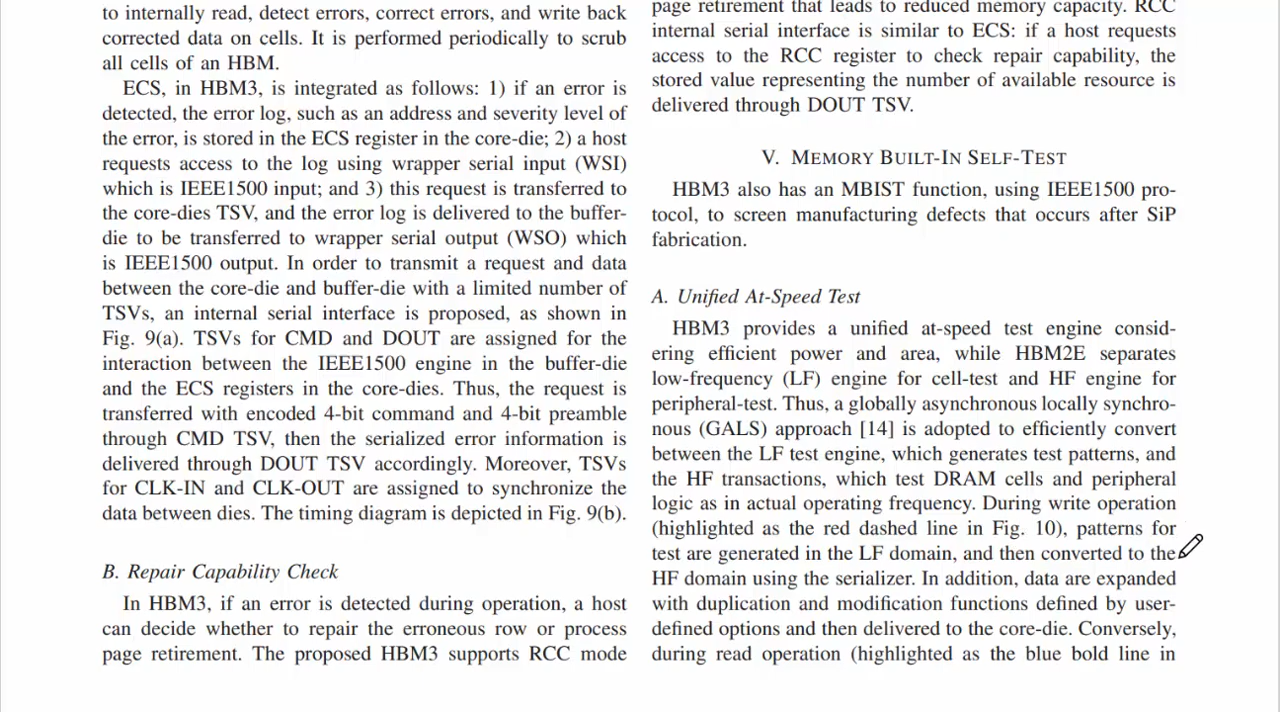 to internally read, detect errors, correct errors, and write back
corrected data on cells. It is performed periodically to scrub
all cells of an HBM.
ECS, in HBM3, is integrated as follows: 1) if an error is
detected, the error log, such as an address and severity level of
the error, is stored in the ECS register in the core-die; 2) a host
requests access to the log using wrapper serial input (WSI)
which is IEEE1500 input; and 3) this request is transferred to
the core-dies TSV, and the error log is delivered to the buffer-
die to be transferred to wrapper serial output (WSO) which
is IEEE1500 output. In order to transmit a request and data
between the core-die and buffer-die with a limited number of
TSVs, an internal serial interface is proposed, as shown in
Fig. 9(a). TSVs for CMD and DOUT are assigned for the
interaction between the IEEE1500 engine in the buffer-die
and the ECS registers in the core-dies. Thus, the request is
transferred with encoded 4-bit command and 4-bit preamble
through CMD TSV, then the serialized error information is
delivered through DOUT TSV accordingly. Moreover, TSVs
for CLK-IN and CLK-OUT are assigned to synchronize the
data between dies. The timing diagram is depicted in Fig. 9(b).
B. Repair Capability Check
In HBM3, if an error is detected during operation, a host
can decide whether to repair the erroneous row or process
page retirement. The proposed HBM3 supports RCC mode
page retirement that leads to reduced memory capacity. RCC
internal serial interface is similar to ECS: if a host requests
access to the RCC register to check repair capability, the
stored value representing the number of available resource is
delivered through DOUT TSV.
V. MEMORY BUILT-IN SELF-TEST
HBM3 also has an MBIST function, using IEEE1500 pro-
tocol, to screen manufacturing defects that occurs after SiP
fabrication.
A. Unified At-Speed Test
HBM3 provides a unified at-speed test engine consid-
ering efficient power and area, while HBM2E separates
low-frequency (LF) engine for cell-test and HF engine for
peripheral-test. Thus, a globally asynchronous locally synchro-
nous (GALS) approach [14] is adopted to efficiently convert
between the LF test engine, which generates test patterns, and
the HF transactions, which test DRAM cells and peripheral
logic as in actual operating frequency. During write operation
(highlighted as the red dashed line in Fig. 10), patterns for
test are generated in the LF domain, and then converted to the
HF domain using the serializer. In addition, data are expanded
with duplication and modification functions defined by user-
defined options and then delivered to the core-die. Conversely,
during read operation (highlighted as the blue bold line in